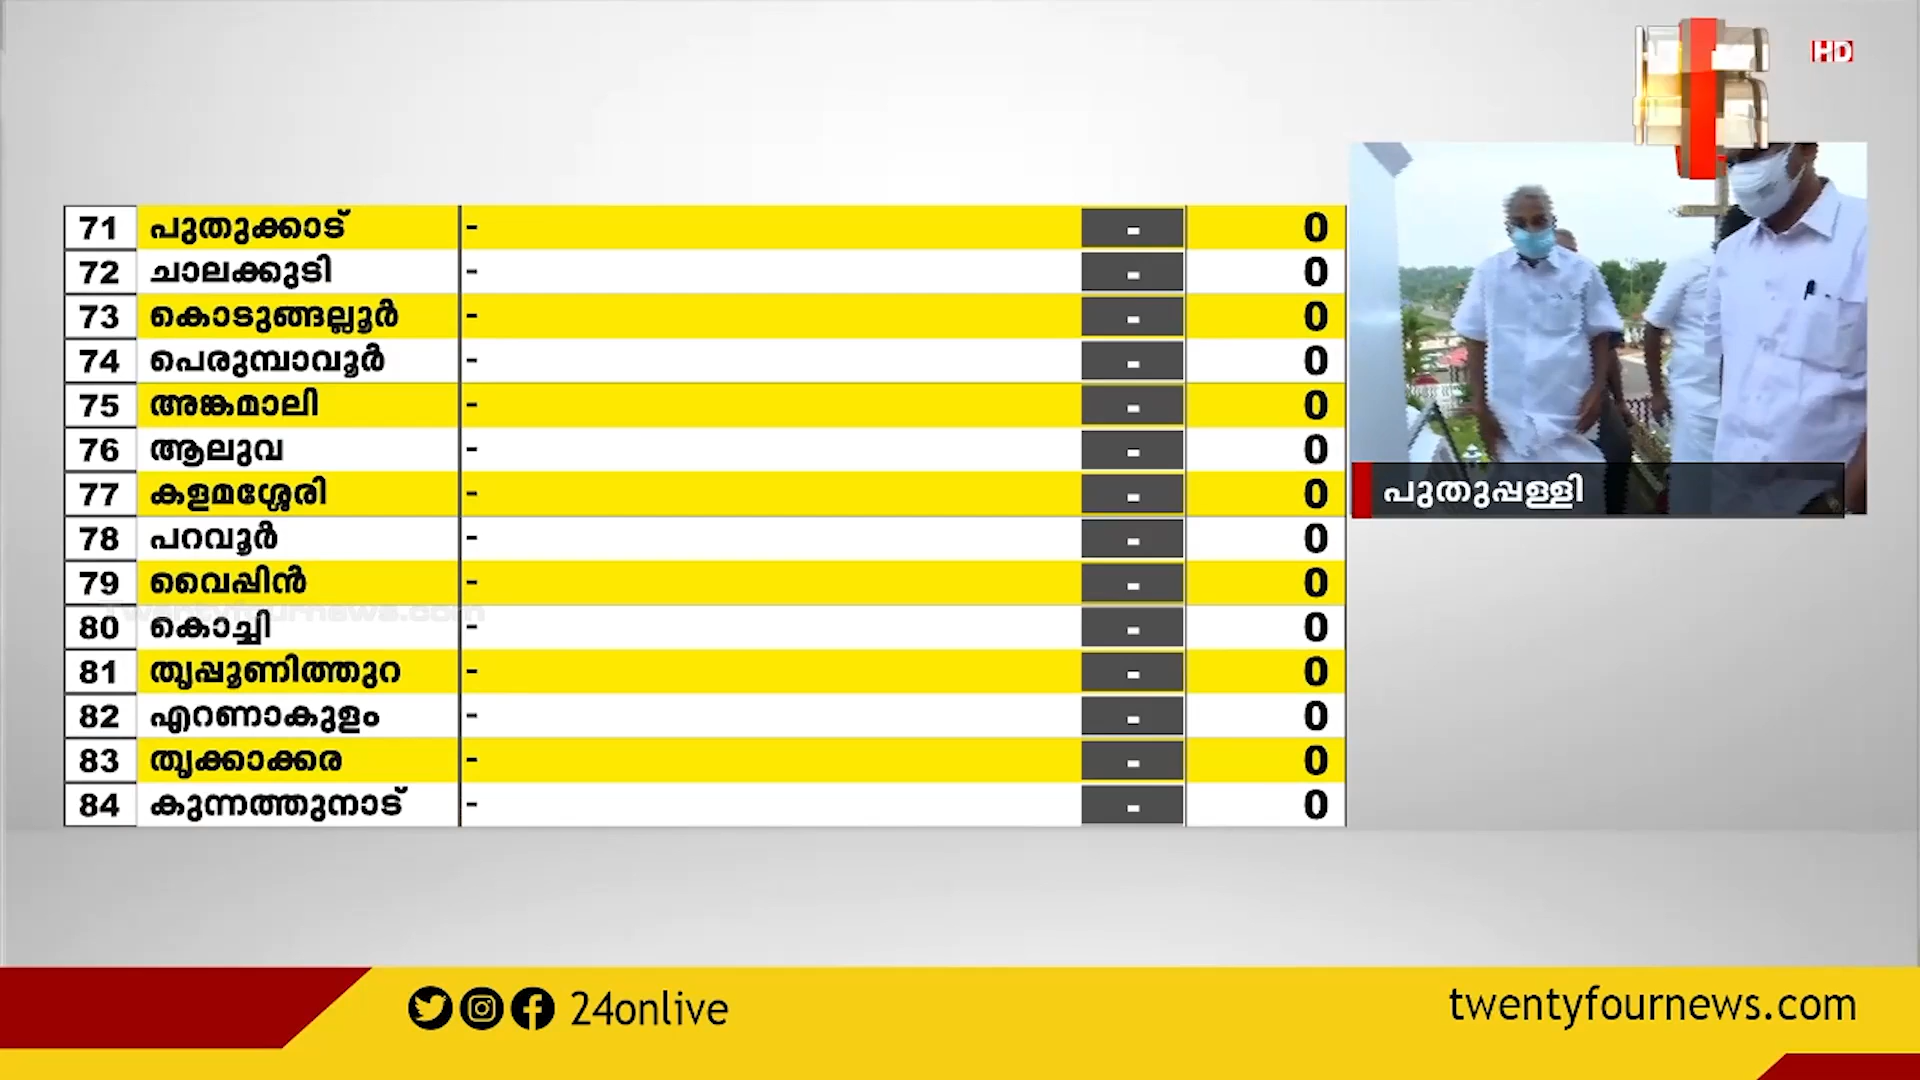 HD
71 പുതുക്കാട് - - 0
72 ചാലക്കുടി - - 0
73 കൊടുങ്ങല്ലൂർ - - 0
74 പെരുമ്പാവൂർ - - 0
75 അങ്കമാലി - - 0
76 ആലുവ - - 0
77 കളമശ്ശേരി - - 0
78 പറവൂർ - - 0
79 വൈപ്പിൻ - - 0
80 കൊച്ചി - - 0
81 തൃപ്പൂണിത്തുറ - - 0
82 എറണാകുളം - - 0
83 തൃക്കാക്കര - - 0
84 കുന്നത്തുനാട് - - 0
പുതുപ്പള്ളി
Twentyfournews.com
24onlive
twentyfournews.com